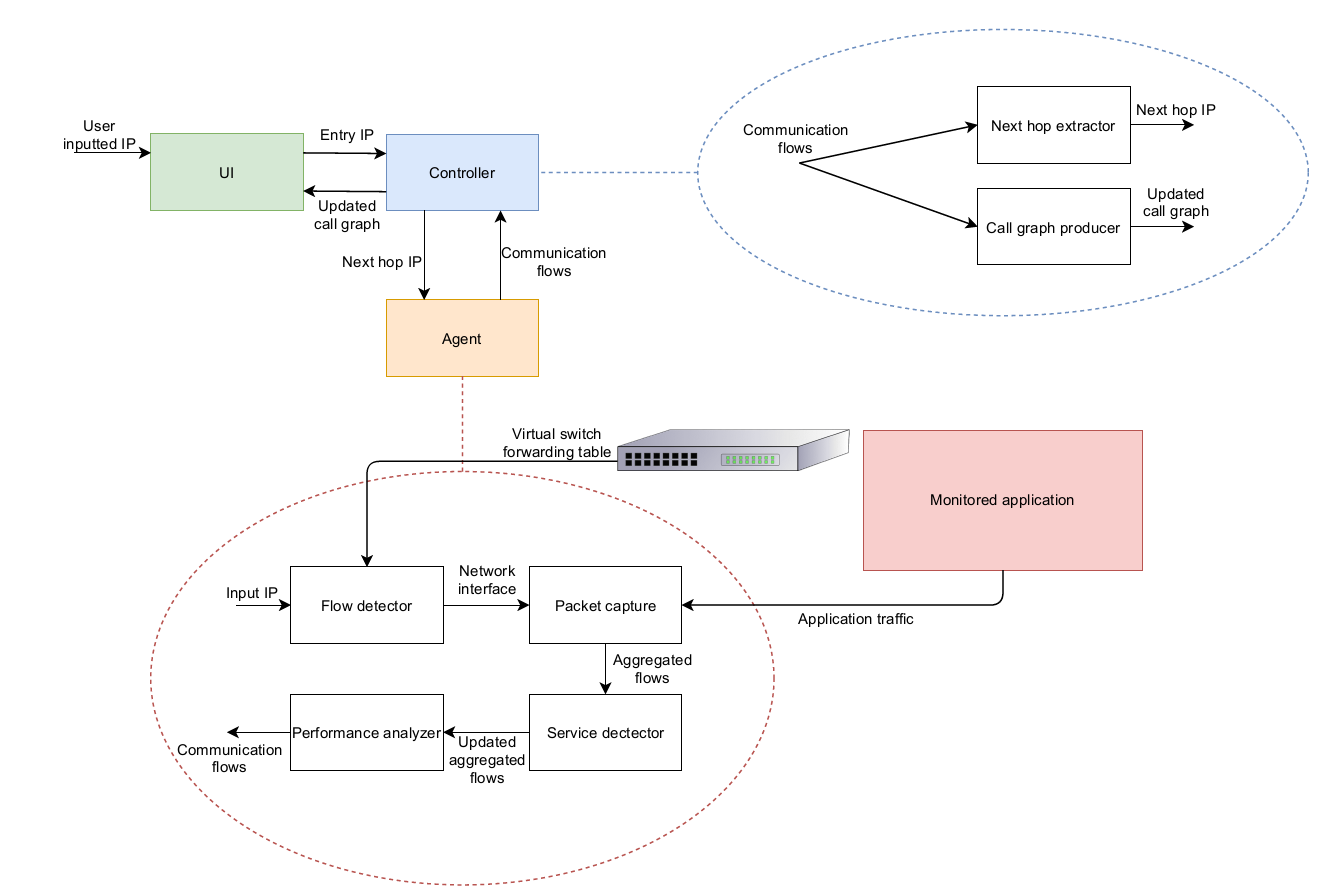 User
inputted IP
UI
Entry IP
Updated
call graph
Controller
Next hop IP
Communication
flows
Agent
Communication
flows
Next hop extractor
Next hop IP
Call graph producer
Updated
call graph
Virtual switch
forwarding table
Monitored application
Application traffic
Input IP
Flow detector
Network
interface
Packet capture
Aggregated
flows
Service dectector
Updated
aggregated
flows
Performance analyzer
Communication
flows